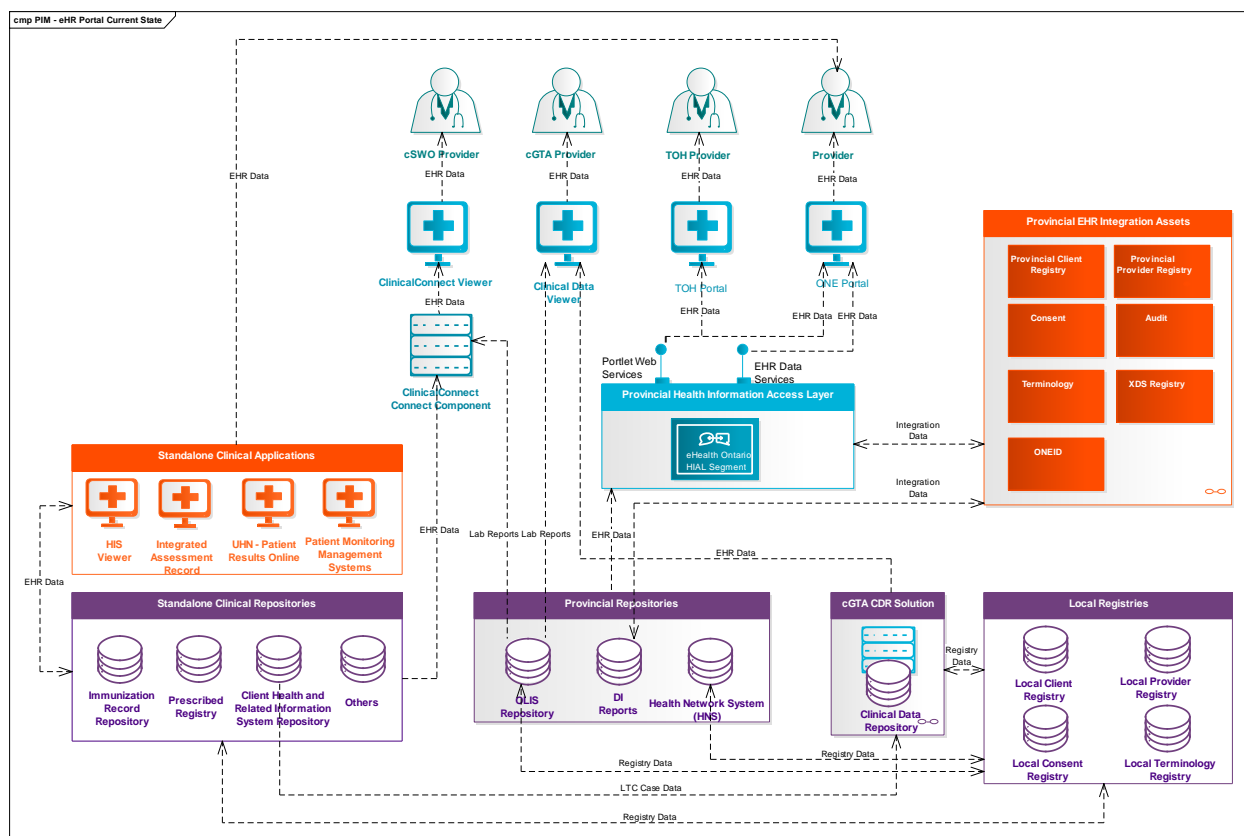 cmp PIM - eHR Portal Current State
cSWO Provider
cGTA Provider
TOH Provider
Provider
EHR Data
EHR Data
EHR Data
EHR Data
EHR Data
ClinicalConnect Viewer
Clinical Data
Viewer
TOH Portal
ONE Portal
EHR Data
EHR Data
EHR Data
EHR Data
ClinicalConnect
Connect Component
Portlet Web
Services
EHR Data
Services
Provincial Health Information Access Layer
eHealth Ontario
HIAL Segment
Provincial EHR Integration Assets
Provincial Client
Registry
Provincial
Provider Registry
Consent
Audit
Terminology
XDS Registry
ONEID
Integration
Data
Integration
Data
Standalone Clinical Applications
HIS
Viewer
Integrated
Assessment
Record
UHN - Patient
Results Online
Patient Monitoring
Management
Systems
EHR Data
EHR Data
Lab Reports
Lab Reports
EHR Data
EHR Data
Standalone Clinical Repositories
Immunization
Record
Repository
Prescribed
Registry
Client Health and
Related Information
System Repository
Others
Provincial Repositories
OLIS
Repository
DI
Reports
Health Network System
(HNS)
cGTA CDR Solution
Clinical Data
Repository
Registry
Data
Local Registries
Local Client
Registry
Local Provider
Registry
Local Consent
Registry
Local Terminology
Registry
Registry Data
Registry Data
LTC Case Data
Registry Data